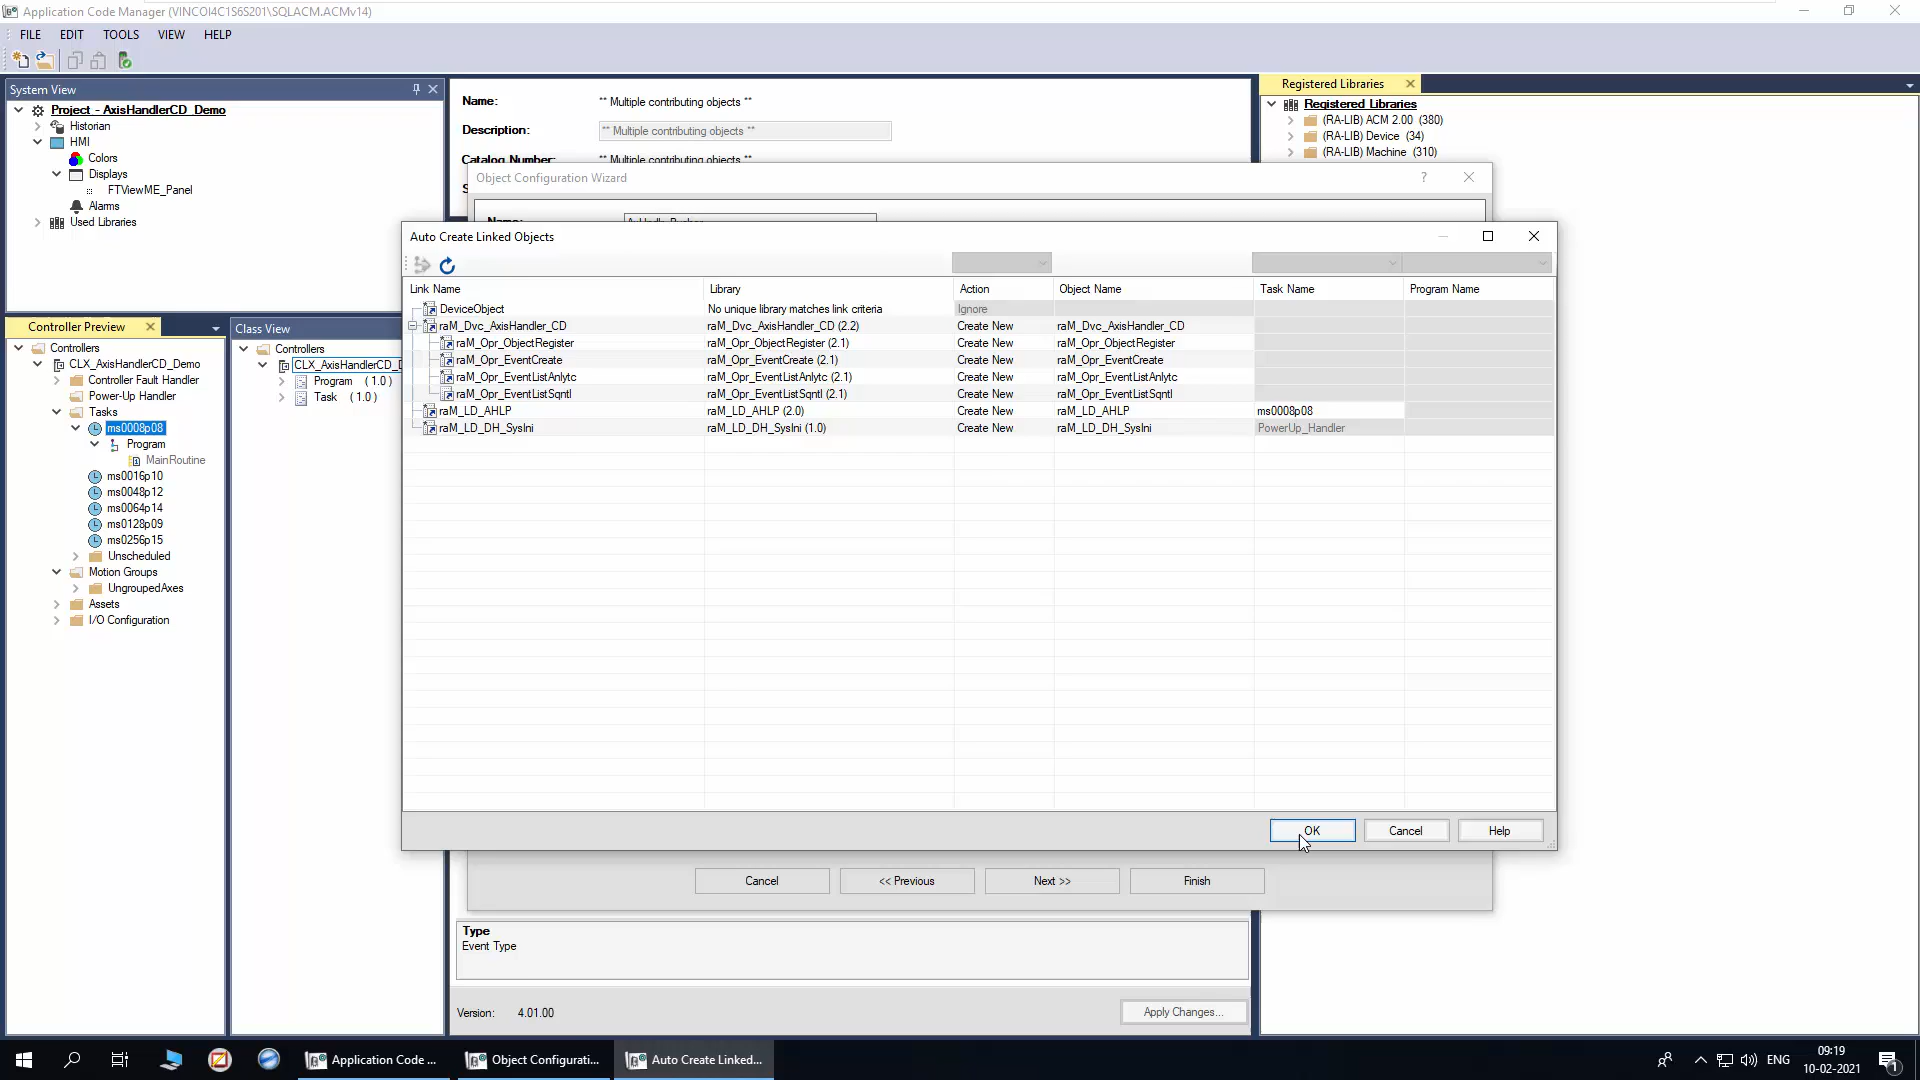 Application Code Manager (VINCOI4C1S6S201\SQLACM.ACMv14)
FILE EDIT TOOLS VIEW HELP
System View
Project - AxisHandlerCD_Demo
Historian
HMI
Colors
Displays
FTViewME_Panel
Alarms
Used Libraries
Name: ** Multiple contributing objects **
Description: ** Multiple contributing objects **
Catalog Number: ** Multiple contributing objects **
Registered Libraries
Registered Libraries
(RA-LIB) ACM 2.00 (380)
(RA-LIB) Device (34)
(RA-LIB) Machine (310)
Object Configuration Wizard
?
Auto Create Linked Objects
Link Name Library Action Object Name Task Name Program Name
DeviceObject No unique library matches link criteria Ignore
raM_Dvc_AxisHandler_CD raM_Dvc_AxisHandler_CD (2.2) Create New raM_Dvc_AxisHandler_CD
raM_Opr_ObjectRegister raM_Opr_ObjectRegister (2.1) Create New raM_Opr_ObjectRegister
raM_Opr_EventCreate raM_Opr_EventCreate (2.1) Create New raM_Opr_EventCreate
raM_Opr_EventListAnlytc raM_Opr_EventListAnlytc (2.1) Create New raM_Opr_EventListAnlytc
raM_Opr_EventListSqntl raM_Opr_EventListSqntl (2.1) Create New raM_Opr_EventListSqntl
raM_LD_AHLP raM_LD_AHLP (2.0) Create New raM_LD_AHLP ms0008p08
raM_LD_DH_SysIni raM_LD_DH_SysIni (1.0) Create New raM_LD_DH_SysIni PowerUp_Handler
OK Cancel Help
Controller Preview
Controllers
CLX_AxisHandlerCD_Demo
Controller Fault Handler
Power-Up Handler
Tasks
ms0008p08
Program
MainRoutine
ms0016p10
ms0048p12
ms0064p14
ms0128p09
ms0256p15
Unscheduled
Motion Groups
UngroupedAxes
Assets
I/O Configuration
Class View
Controllers
CLX_AxisHandlerCD_
Program (1.0)
Task (1.0)
Cancel << Previous Next >> Finish
Type
Event Type
Version: 4.01.00 Apply Changes...
Application Code ... Object Configurati... Auto Create Linked...
ENG
09:19
10-02-2021
1